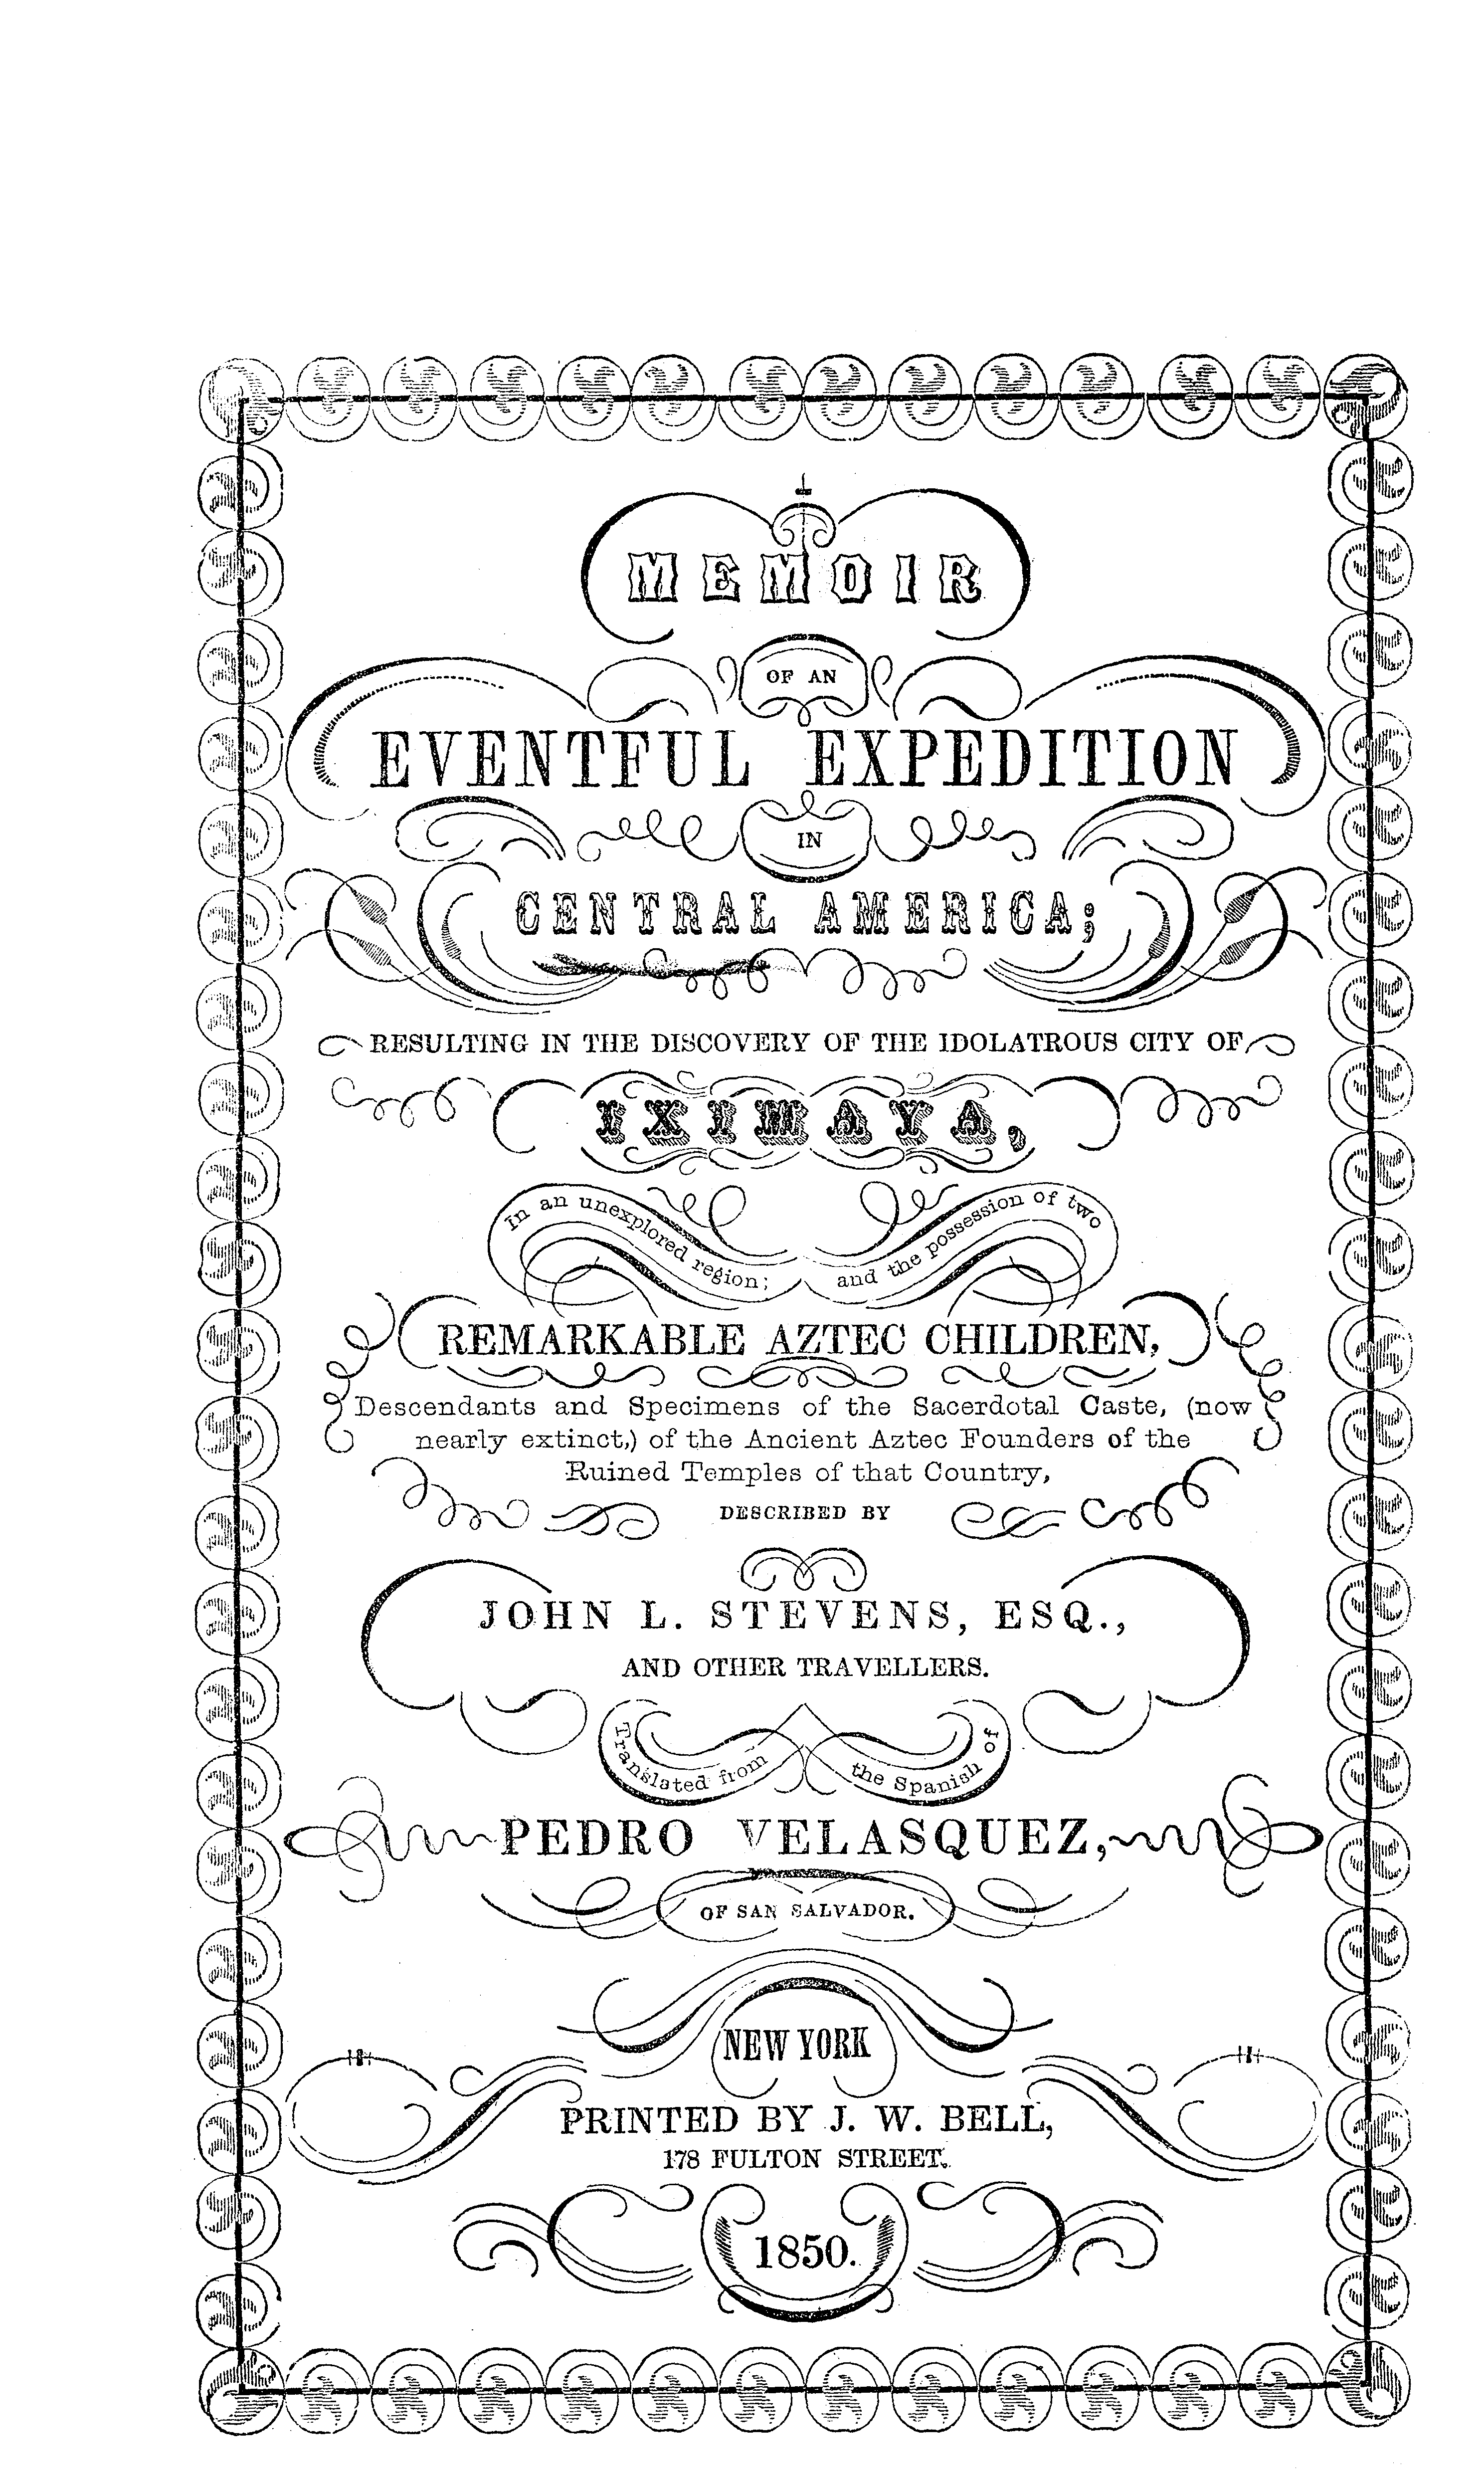 MEMOIR
OF AN
EVENTFUL EXPEDITION
IN
CENTRAL AMERICA;
RESULTING IN THE DISCOVERY OF THE IDOLATROUS CITY OF
IXIMAYA,
In an unexplored region; and the possession of two
REMARKABLE AZTEC CHILDREN,
Descendants and Specimens of the Sacerdotal Caste, (now
nearly extinct,) of the Ancient Aztec Founders of the
Ruined Temples of that Country,
DESCRIBED BY
JOHN L. STEVENS, ESQ.,
AND OTHER TRAVELLERS.
Translated from the Spanish of
PEDRO VELASQUEZ,
OF SAN SALVADOR.
NEW YORK
PRINTED BY J. W. BELL,
178 FULTON STREET.
1850.